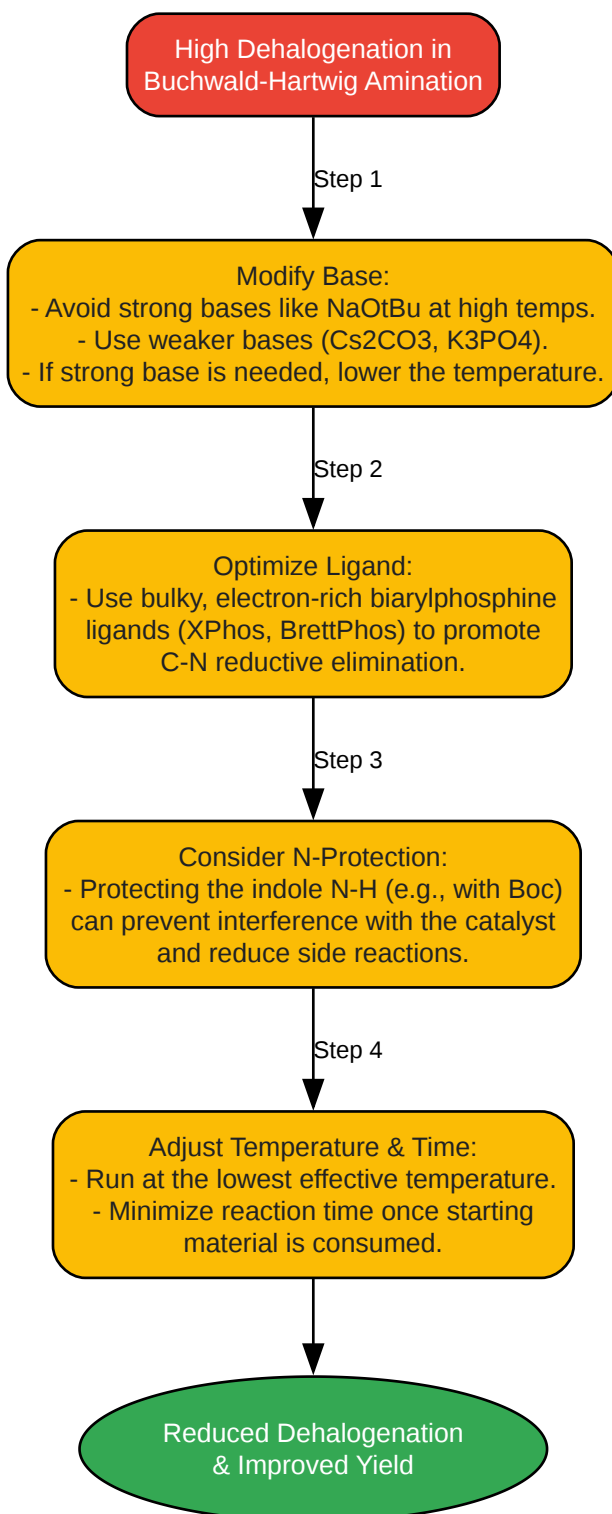 High Dehalogenation in
Buchwald-Hartwig Amination
Step 1
Modify Base:
- Avoid strong bases like NaOtBu at high temps.
- Use weaker bases (Cs2CO3, K3PO4).
- If strong base is needed, lower the temperature.
Step 2
Optimize Ligand:
- Use bulky, electron-rich biarylphosphine
ligands (XPhos, BrettPhos) to promote
C-N reductive elimination.
Step 3
Consider N-Protection:
- Protecting the indole N-H (e.g., with Boc)
can prevent interference with the catalyst
and reduce side reactions.
Step 4
Adjust Temperature & Time:
- Run at the lowest effective temperature.
- Minimize reaction time once starting
material is consumed.
Reduced Dehalogenation
& Improved Yield